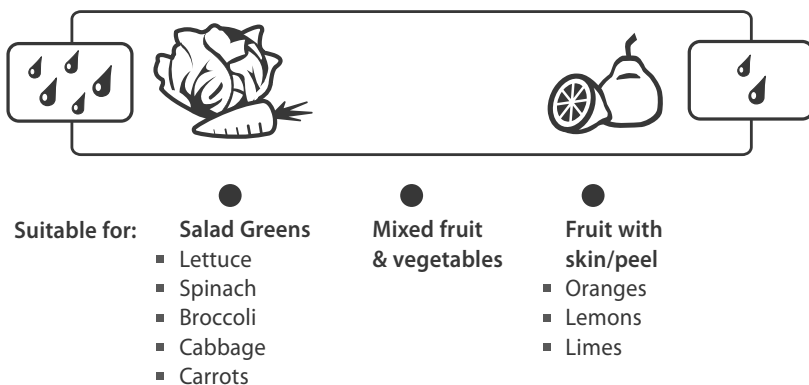 Suitable for:
Salad Greens
▪ Lettuce
▪ Spinach
▪ Broccoli
▪ Cabbage
▪ Carrots
Mixed fruit
& vegetables
Fruit with
skin/peel
▪ Oranges
▪ Lemons
▪ Limes